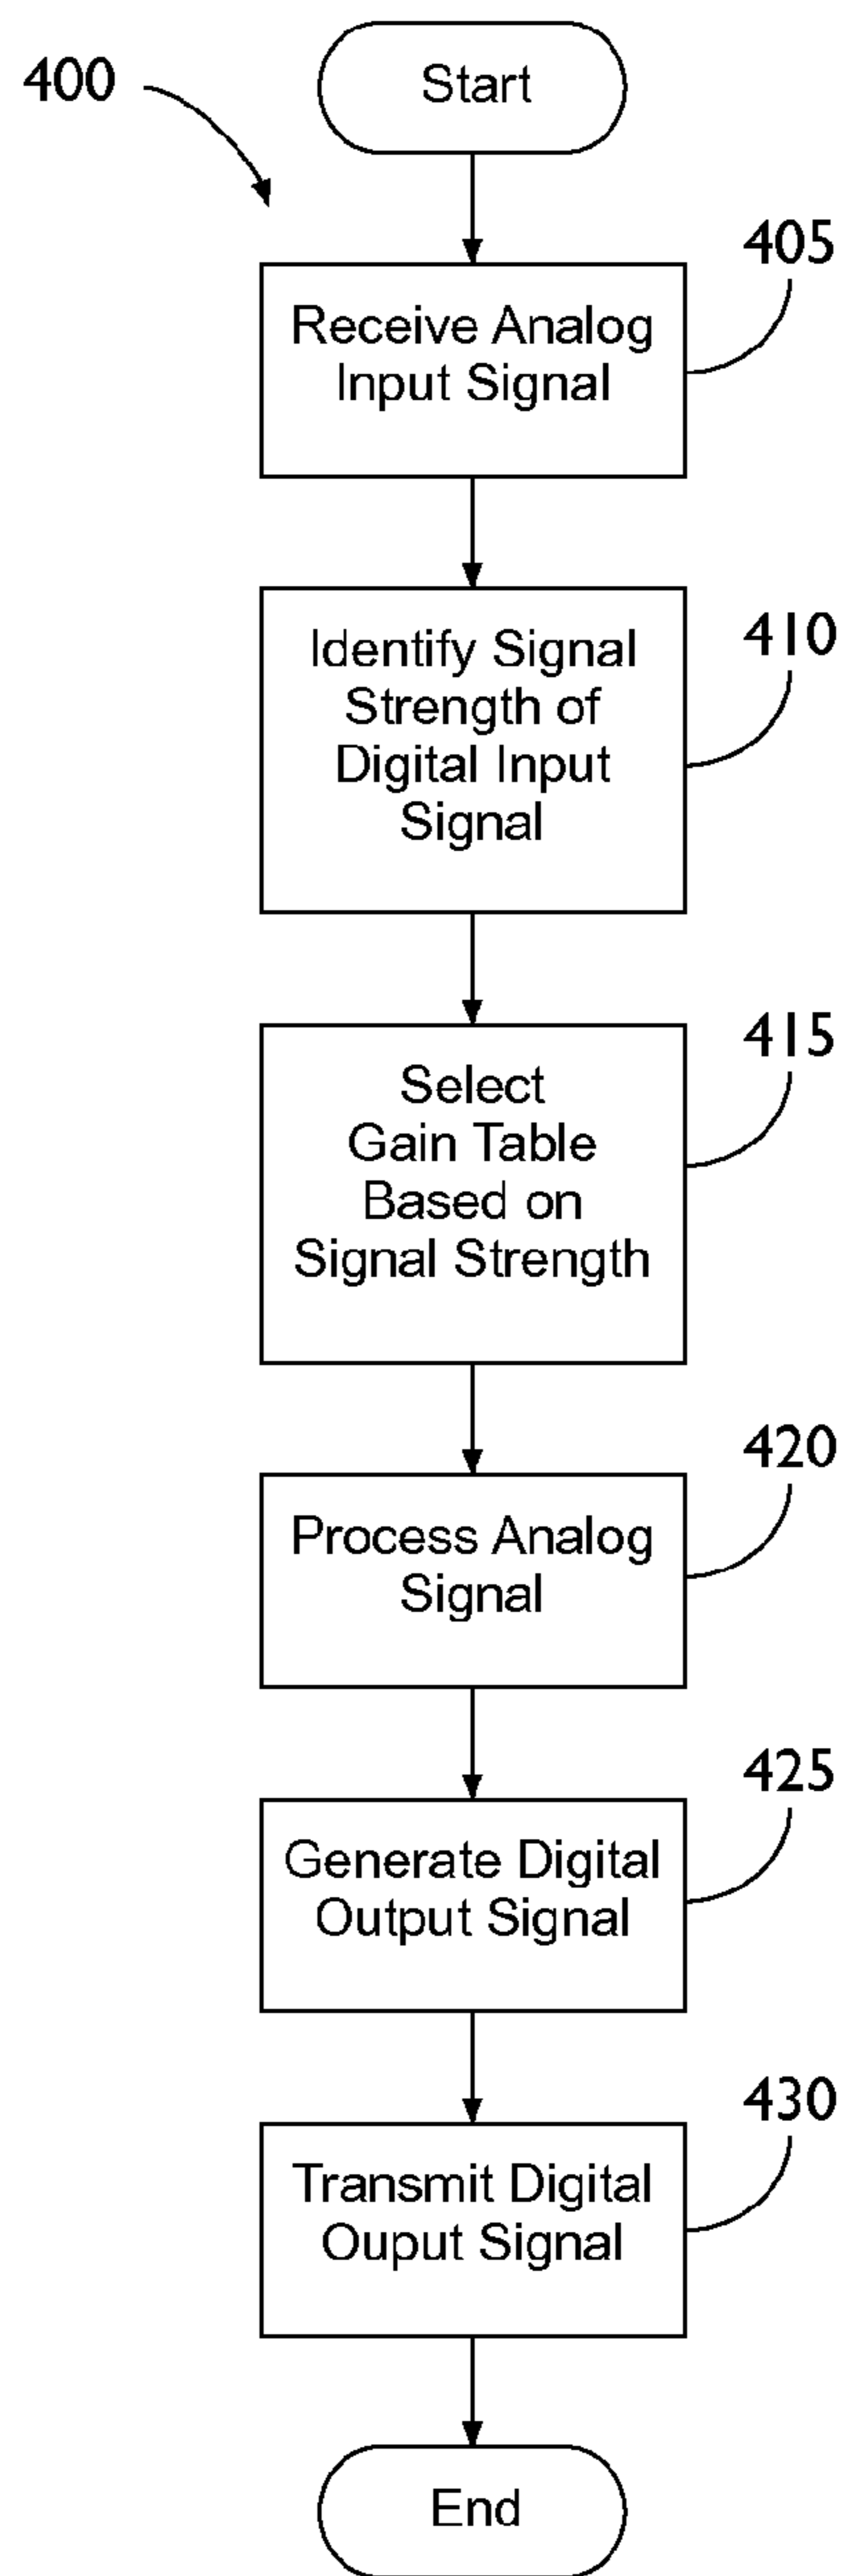 400
Start
405
Receive Analog
Input Signal
410
Identify Signal
Strength of
Digital Input
Signal
415
Select
Gain Table
Based on
Signal Strength
420
Process Analog
Signal
425
Generate Digital
Output Signal
430
Transmit Digital
Ouput Signal
End